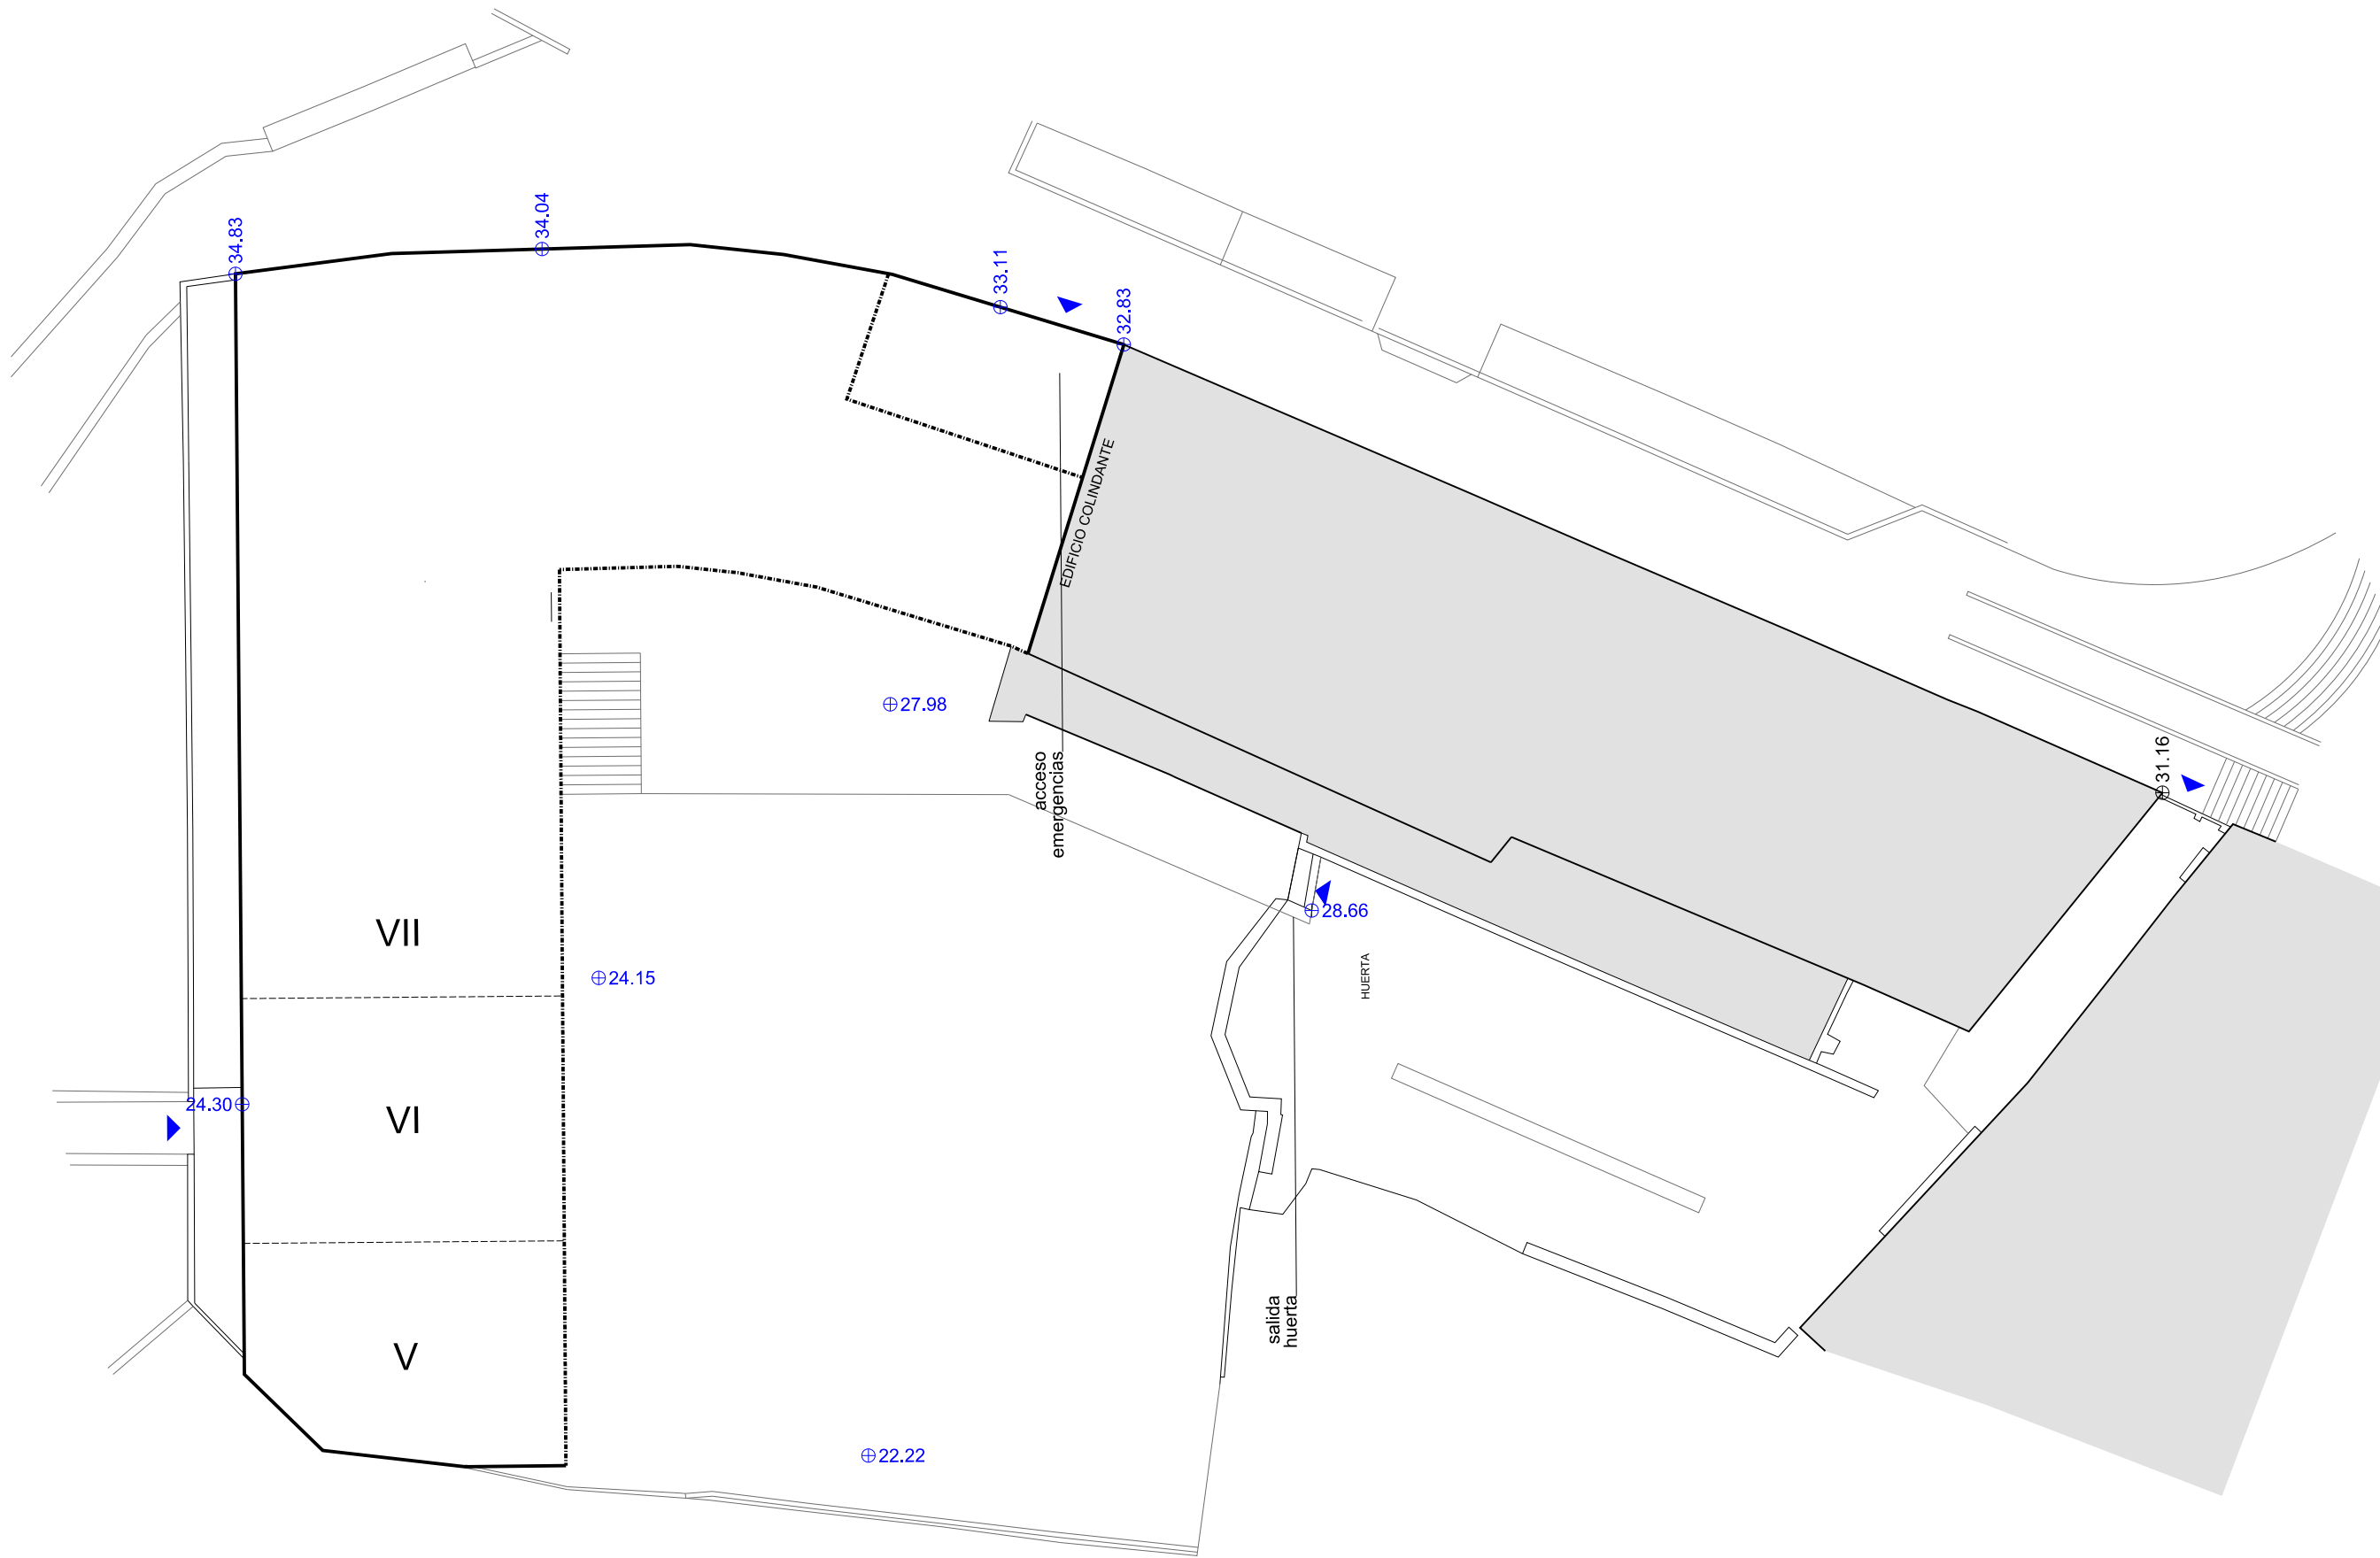 34.83
34.04
33.11
32.83
EDIFICIO COLINDANTE
27.98
31.16
acceso
emergencias
28.66
VII
24.15
HUERTA
24.30
VI
salida
huerta
V
22.22